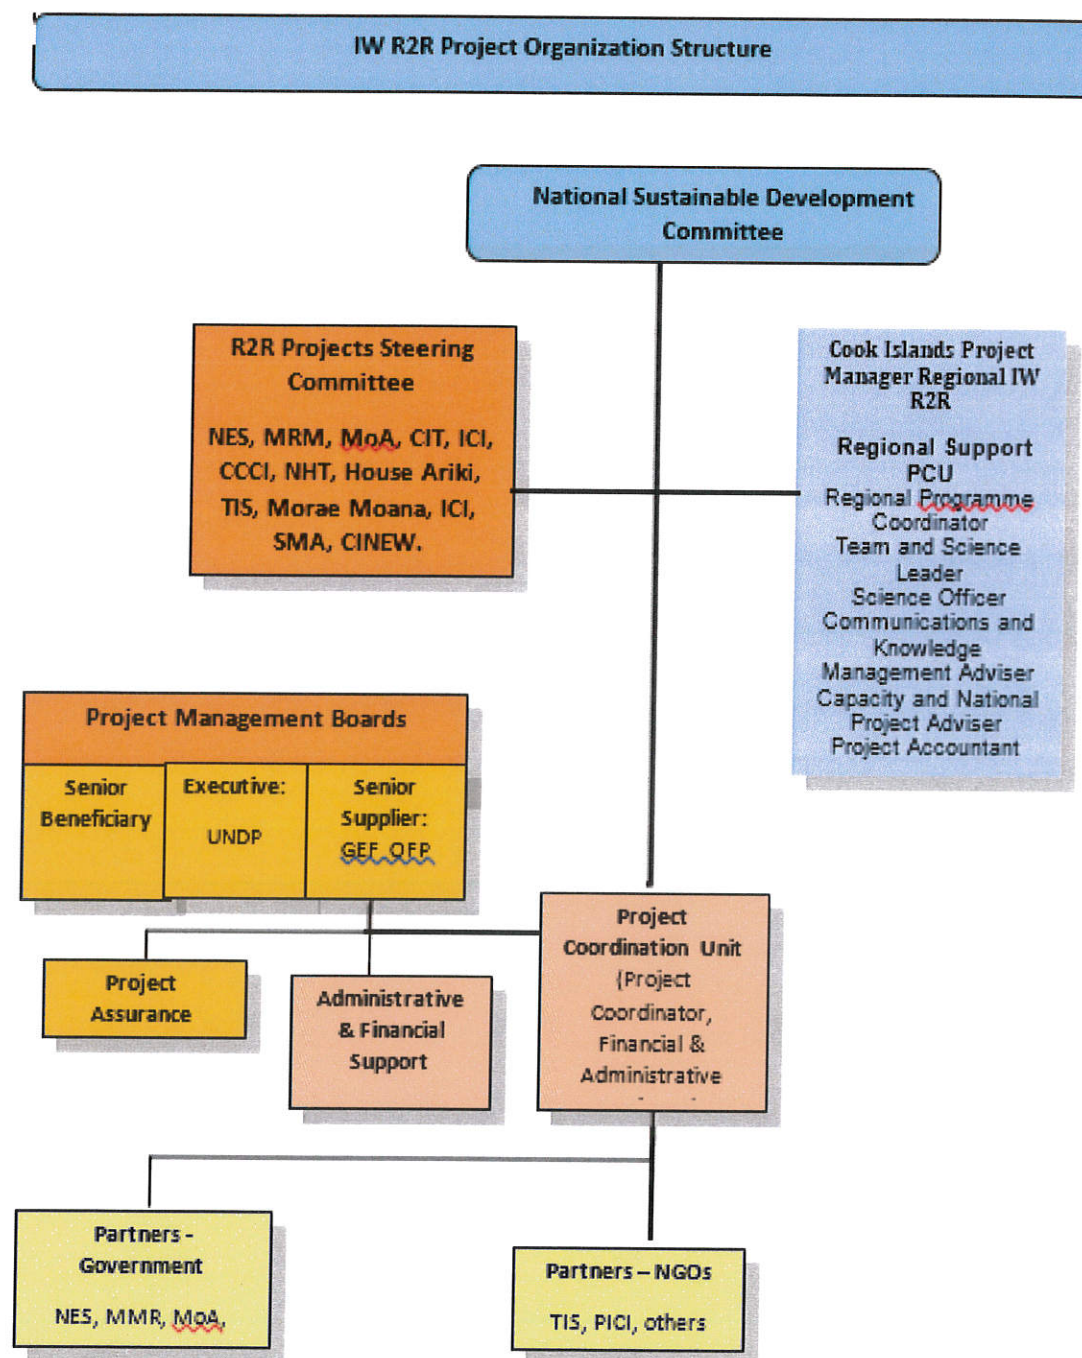 IW R2R Project Organization Structure
National Sustainable Development
Committee
R2R Projects Steering
Committee
NES, MRM, MoA, CIT, ICI,
CCCI, NHT, House Ariki,
TIS, Morae Moana, ICI,
SMA, CINEW.
Cook Islands Project
Manager Regional IW
R2R
Regional Support
PCU
Regional Programme
Coordinator
Team and Science
Leader
Science Officer
Communications and
Knowledge
Management Adviser
Capacity and National
Project Adviser
Project Accountant
Project Management Boards
Senior
Beneficiary
Executive:
UNDP
Senior
Supplier:
GEF OFP
Project
Assurance
Administrative
& Financial
Support
Project
Coordination Unit
(Project
Coordinator,
Financial &
Administrative
Partners -
Government
NES, MMR, MoA,
Partners – NGOs
TIS, PICI, others